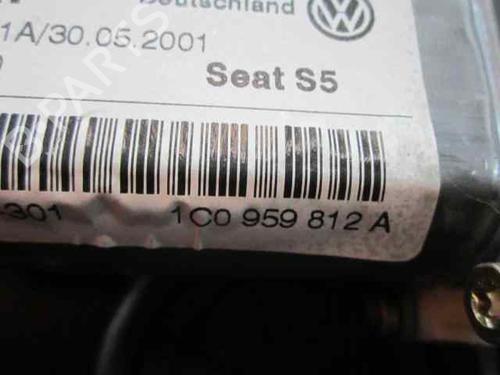 Deutschland
1A/30.05.2001
Seat S5
301
1C0 959 812 A